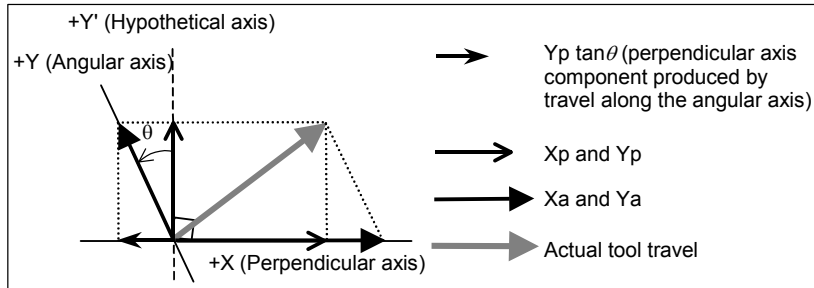 +Y' (Hypothetical axis)
+Y (Angular axis)
θ
+X (Perpendicular axis)
Yp tanθ (perpendicular axis
component produced by
travel along the angular axis)
Xp and Yp
Xa and Ya
Actual tool travel